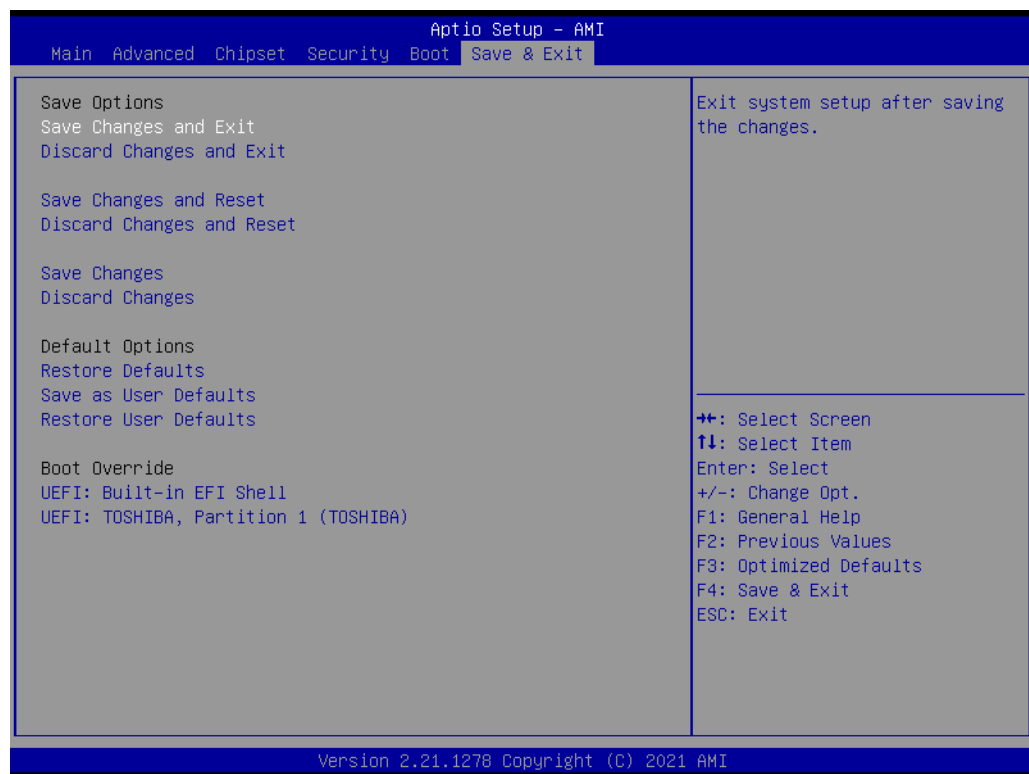 Aptio Setup – AMI
Main Advanced Chipset Security Boot Save & Exit
Save Options
Save Changes and Exit
Discard Changes and Exit
Save Changes and Reset
Discard Changes and Reset
Save Changes
Discard Changes
Default Options
Restore Defaults
Save as User Defaults
Restore User Defaults
Boot Override
UEFI: Built-in EFI Shell
UEFI: TOSHIBA, Partition 1 (TOSHIBA)
Exit system setup after saving
the changes.
→←: Select Screen
↑↓: Select Item
Enter: Select
+/-: Change Opt.
F1: General Help
F2: Previous Values
F3: Optimized Defaults
F4: Save & Exit
ESC: Exit
Version 2.21.1278 Copyright (C) 2021 AMI